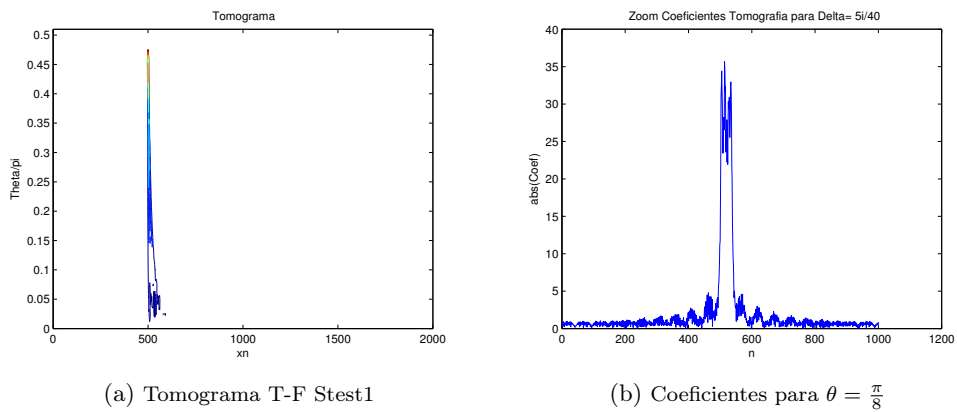 Tomograma
0.5
0.45
0.4
0.35
0.3
0.25
0.2
0.15
0.1
0.05
0
Theta/pi
0 500 1000 1500 2000
xn
(a) Tomograma T-F Stest1
Zoom Coeficientes Tomografia para Delta= 5i/40
40
35
30
25
20
15
10
5
0
abs(Coef)
0 200 400 600 800 1000 1200
n
(b) Coeficientes para θ = π/8